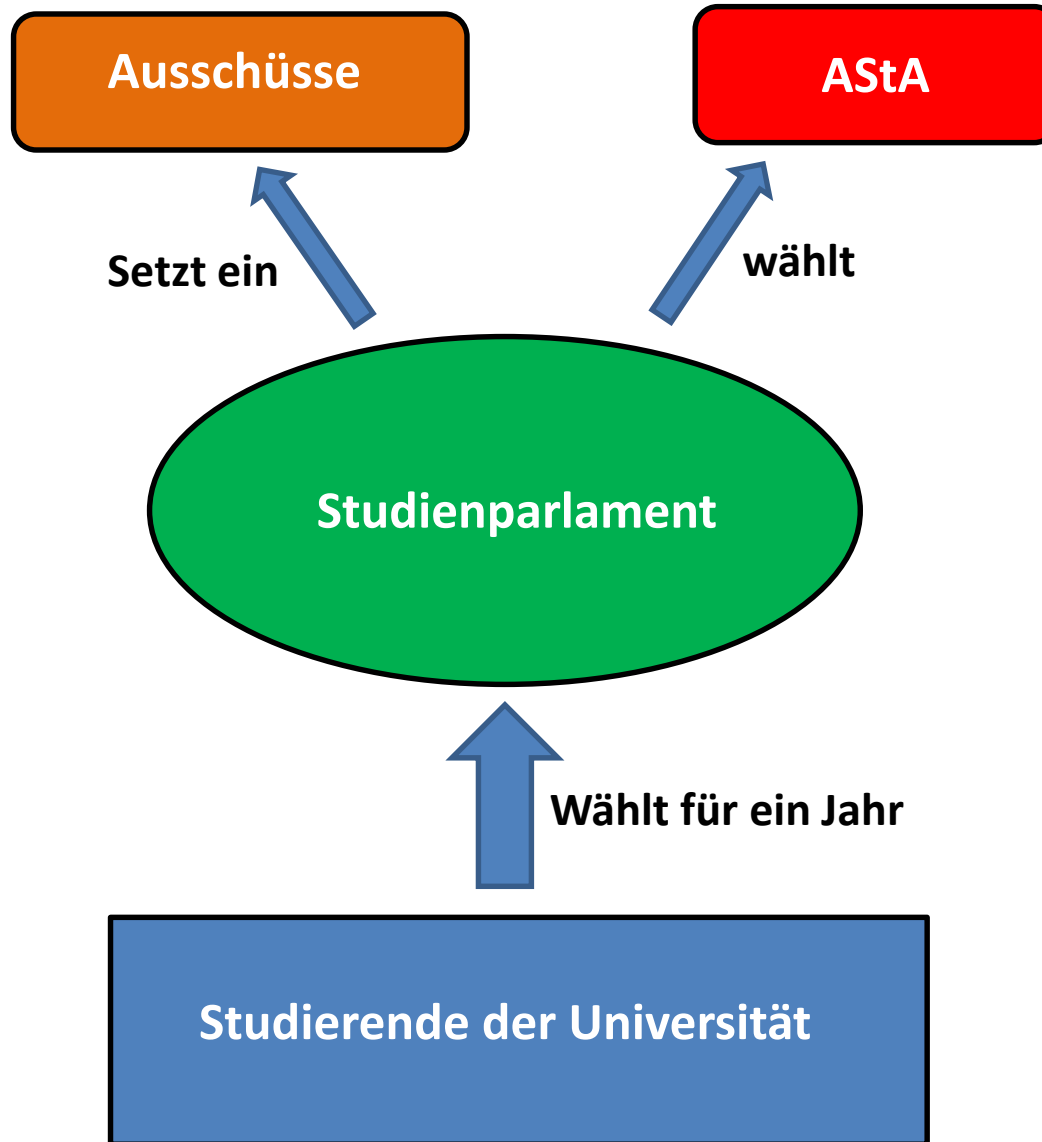 Ausschüsse
AStA
Setzt ein
wählt
Studienparlament
Wählt für ein Jahr
Studierende der Universität